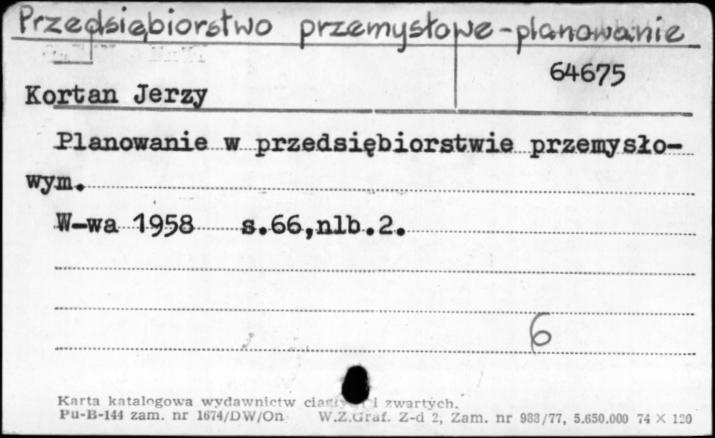 Przedsiębiorstwo przemysłowe-planowanie
64675
Kortan Jerzy
Planowanie w przedsiębiorstwie przemysło-
wym.
W-wa 1958 s.66,nlb.2.
6
Karta katalogowa wydawnictw i zwartych.
Pu-B-144 zam. nr 1674/DW/On W.Z.Graf. Z-d 2, Zam. nr 988/77, 5.650.000 74 X 120